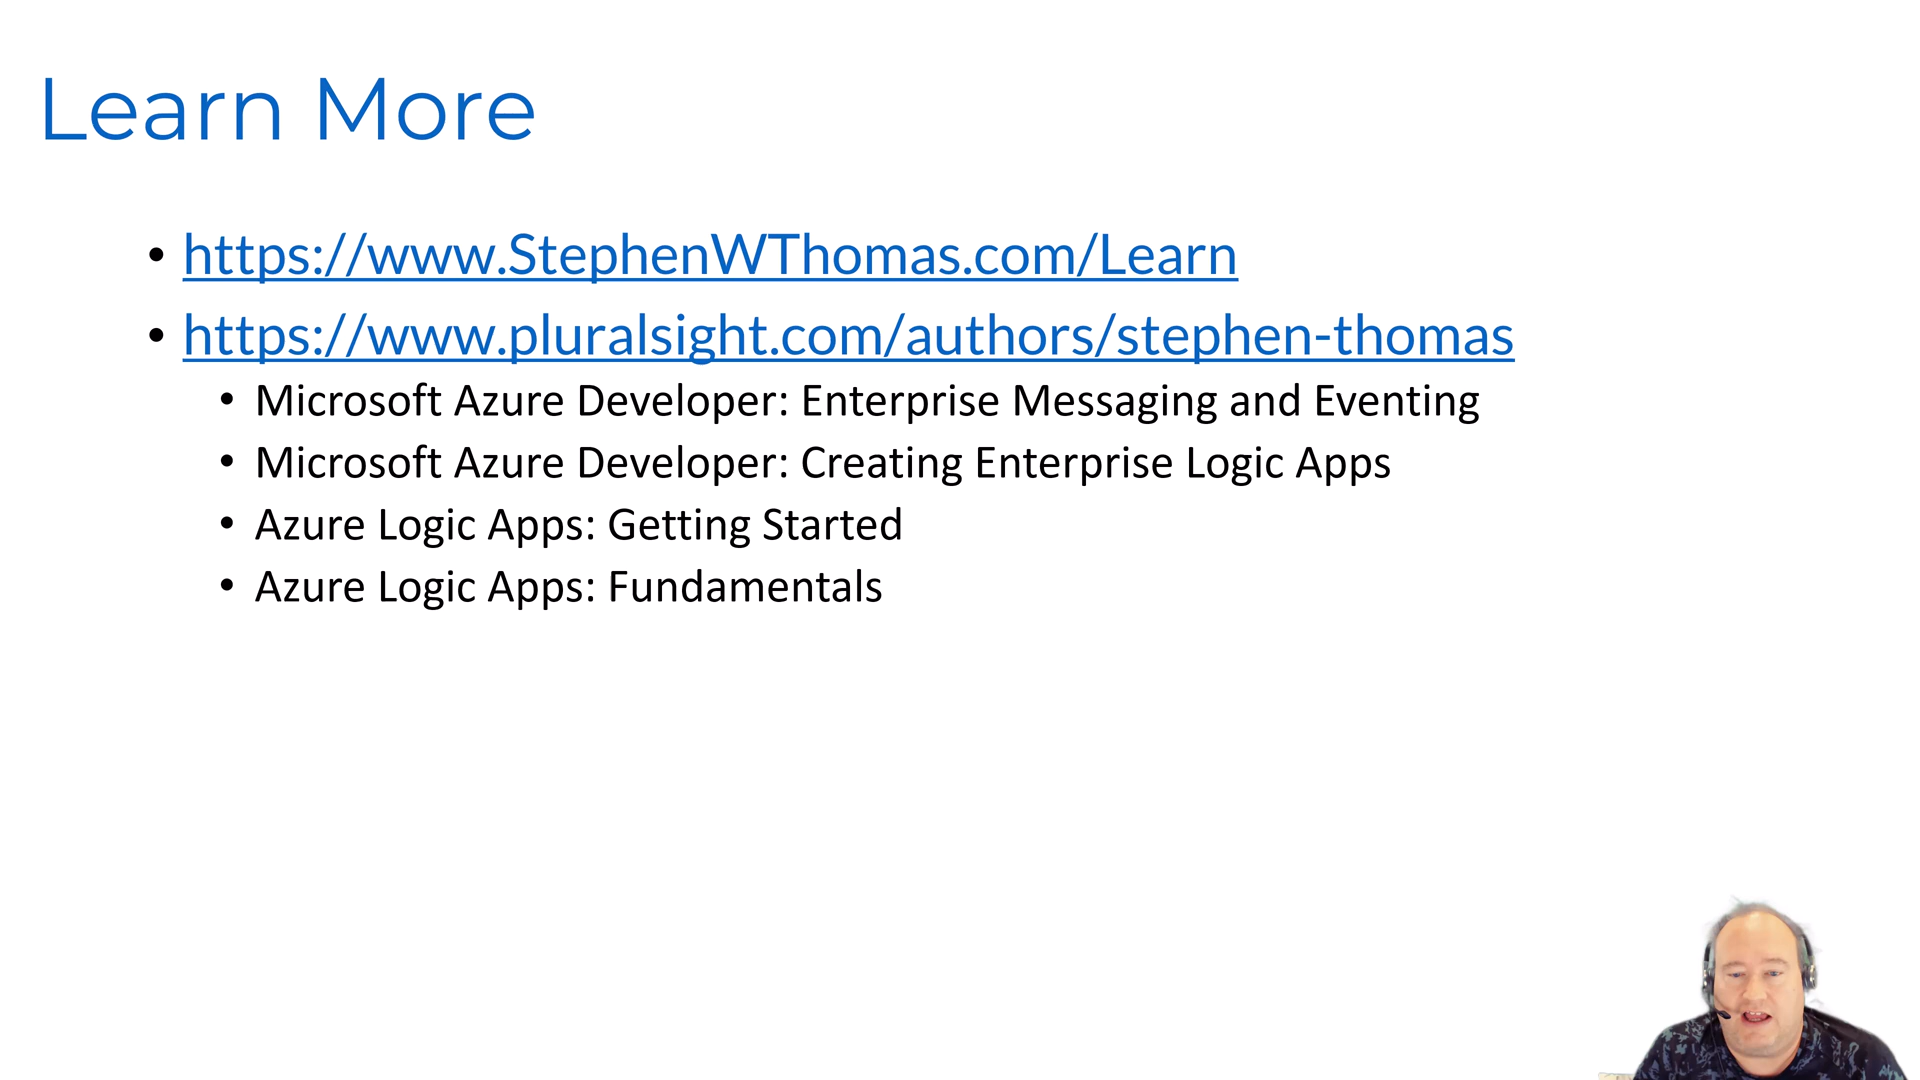 Learn More
• https://www.StephenWThomas.com/Learn
• https://www.pluralsight.com/authors/stephen-thomas
• Microsoft Azure Developer: Enterprise Messaging and Eventing
• Microsoft Azure Developer: Creating Enterprise Logic Apps
• Azure Logic Apps: Getting Started
• Azure Logic Apps: Fundamentals